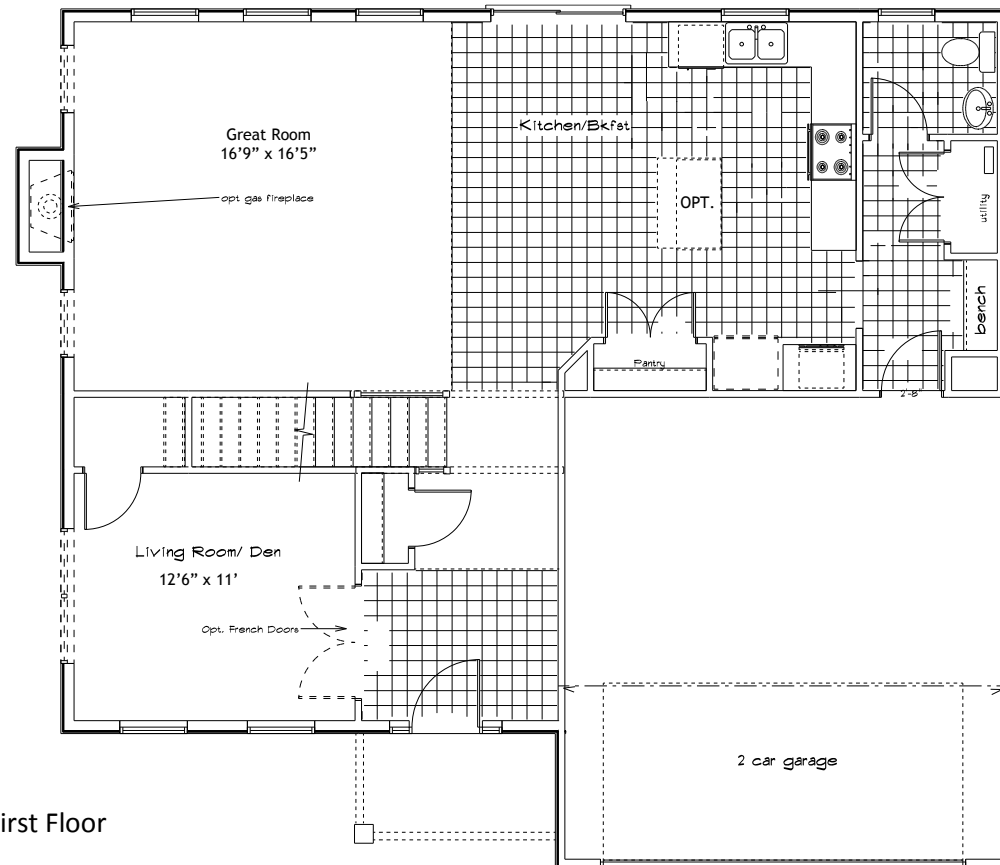 Great Room
16'9” x 16'5”
opt gas fireplace
Kitchen/Bkfst
OPT.
utility
bench
Pantry
2'-8"
Living Room/ Den
12'6” x 11’
Opt. French Doors
2 car garage
irst Floor